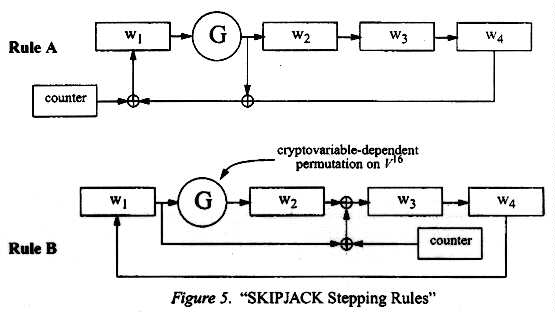 Rule A
w1
G
w2
w3
w4
counter
cryptovariable-dependent
permutation on V16
w1
G
w2
w3
w4
counter
Rule B
Figure 5. “SKIPJACK Stepping Rules”